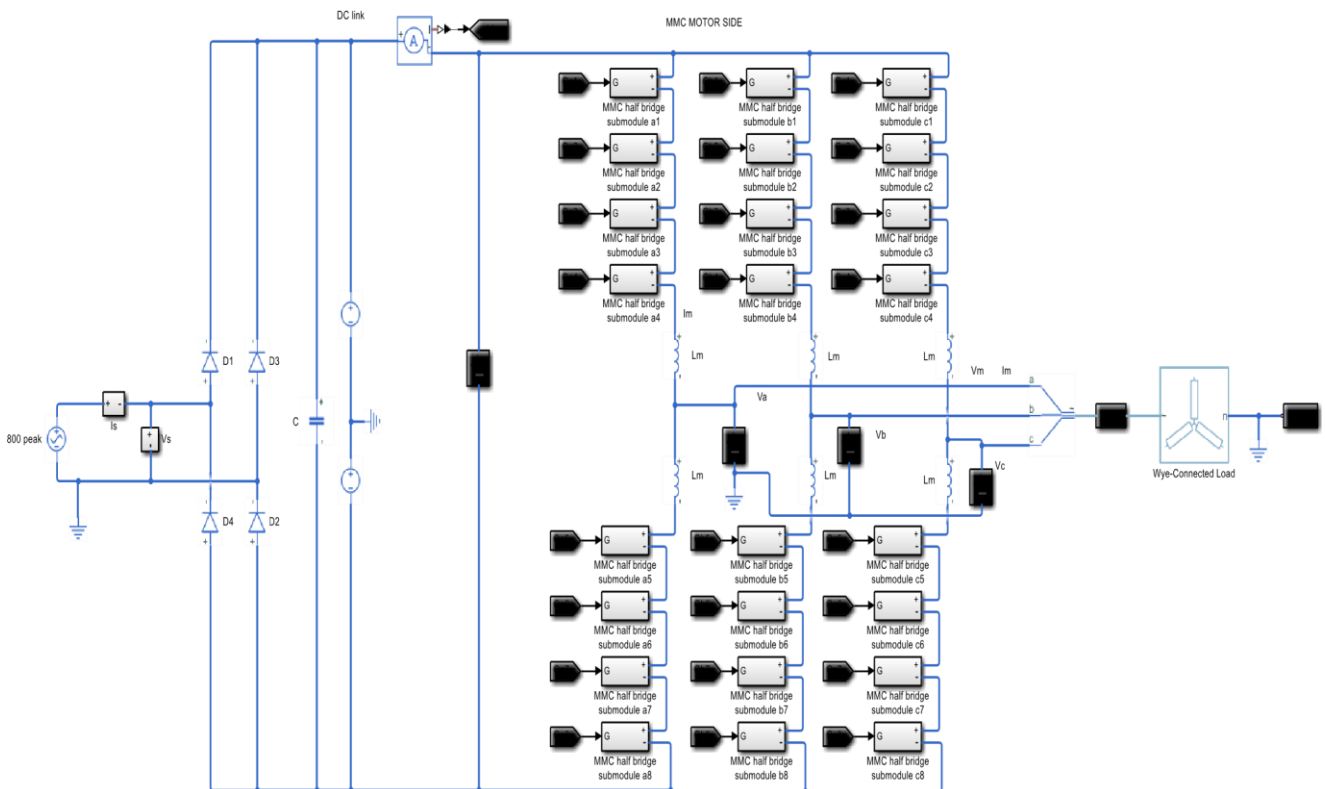 DC link
MMC MOTOR SIDE
I
A
G
G
G
MMC half bridge
submodule a1
MMC half bridge
submodule b1
MMC half bridge
submodule c1
G
G
G
MMC half bridge
submodule a2
MMC half bridge
submodule b2
MMC half bridge
submodule c2
G
G
G
MMC half bridge
submodule a3
MMC half bridge
submodule b3
MMC half bridge
submodule c3
G
G
G
MMC half bridge
submodule a4
MMC half bridge
submodule b4
MMC half bridge
submodule c4
Im
D1
D3
Lm
Lm
Lm
Vm Im
a
Va
800 peak
Is
Vs
C
b
Vb
c
n
Vc
Wye-Connected Load
Lm
Lm
Lm
D4
D2
G
G
G
MMC half bridge
submodule a5
MMC half bridge
submodule b5
MMC half bridge
submodule c5
G
G
G
MMC half bridge
submodule a6
MMC half bridge
submodule b6
MMC half bridge
submodule c6
G
G
G
MMC half bridge
submodule a7
MMC half bridge
submodule b7
MMC half bridge
submodule c7
G
G
G
MMC half bridge
submodule a8
MMC half bridge
submodule b8
MMC half bridge
submodule c8